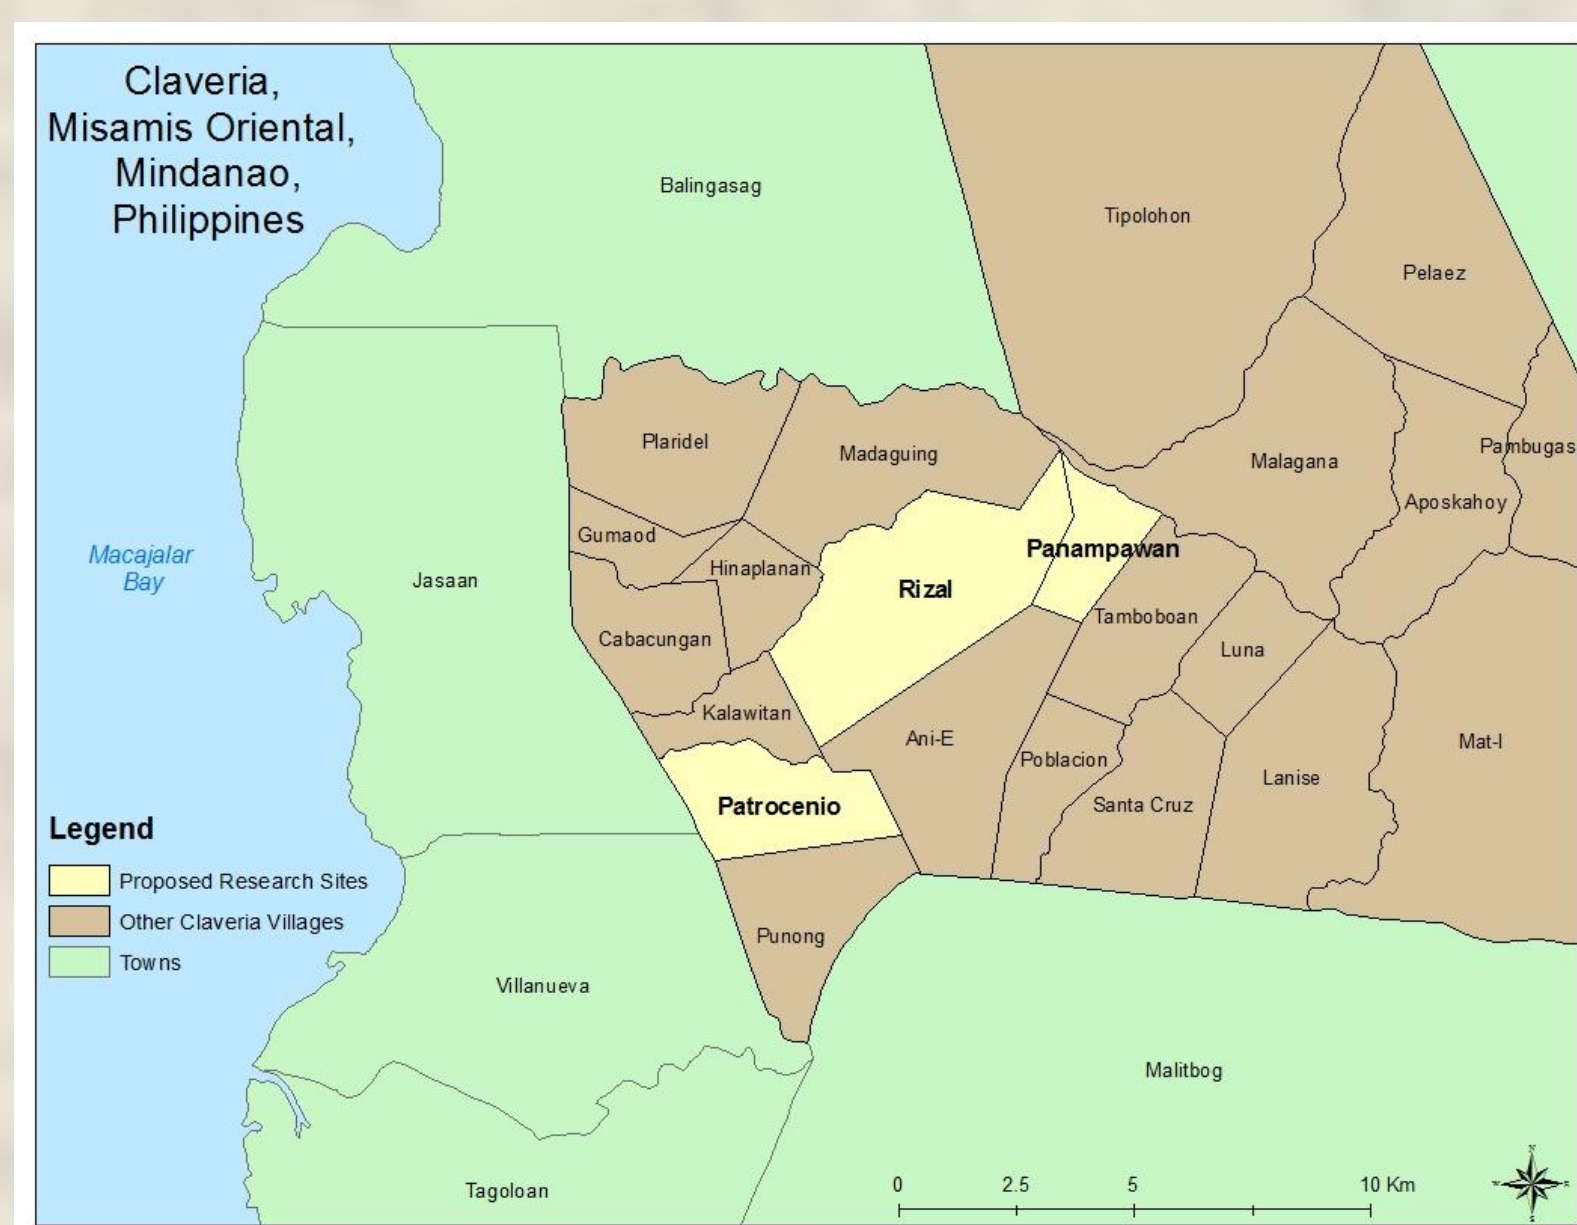 Claveria,
Misamis Oriental,
Mindanao,
Philippines
Balingasag
Tipolohon
Pelaez
Plaridel
Madaguing
Malagana
Pambugas
Aposkahoy
Gumaod
Panampawan
Macajalar
Bay
Jasaan
Hinaplanan
Rizal
Tamboboan
Cabacungan
Luna
Kalawitan
Ani-E
Mat-I
Poblacion
Lanise
Patrocenio
Santa Cruz
Legend
Proposed Research Sites
Other Claveria Villages
Towns
Punong
Villanueva
Malitbog
Tagoloan
0 2.5 5 10 Km
N
S